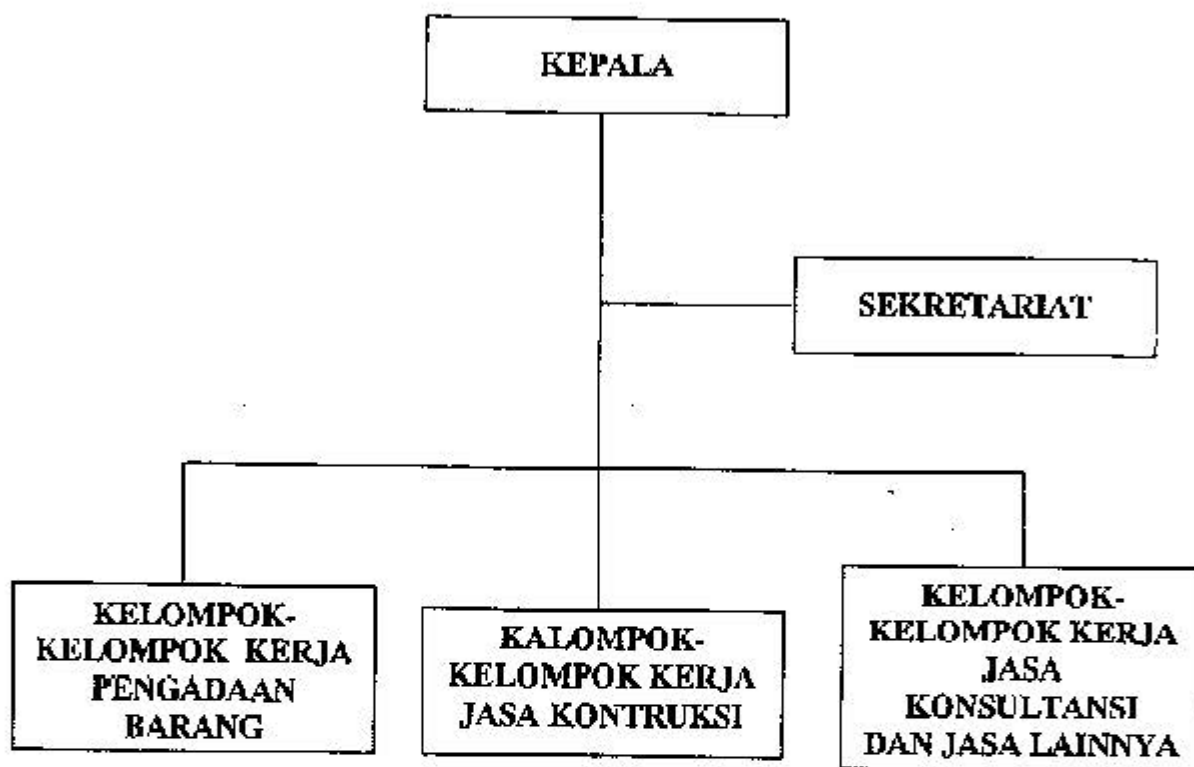 KEPALA
SEKRETARIAT
KELOMPOK-
KELOMPOK KERJA
PENGADAAN
BARANG
KALOMPOK-
KELOMPOK KERJA
JASA KONTRUKSI
KELOMPOK-
KELOMPOK KERJA
JASA
KONSULTANSI
DAN JASA LAINNYA